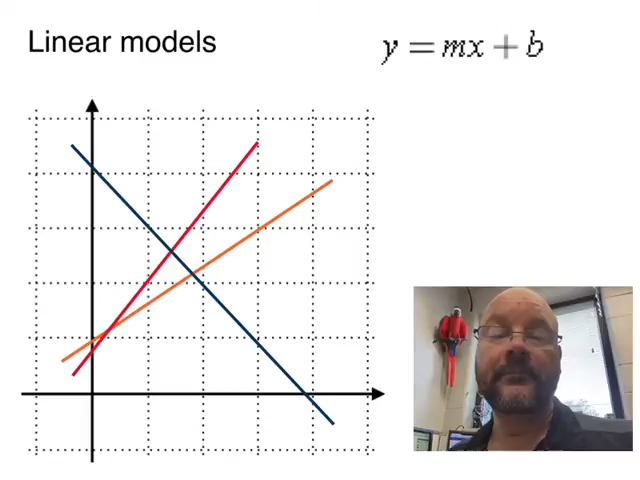 Linear models
y = mx + b